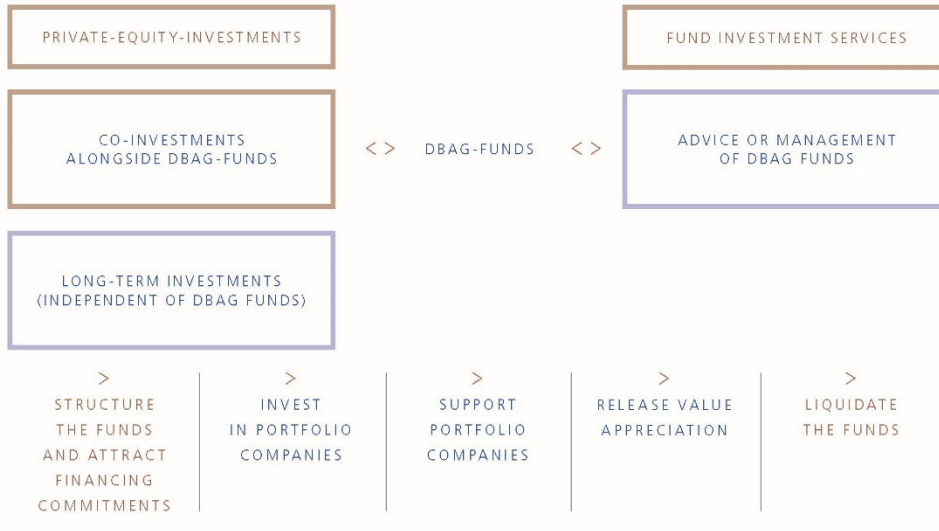 PRIVATE-EQUITY-INVESTMENTS
FUND INVESTMENT SERVICES
CO-INVESTMENTS
ALONGSIDE DBAG-FUNDS
< > DBAG-FUNDS < >
ADVICE OR MANAGEMENT
OF DBAG FUNDS
LONG-TERM INVESTMENTS
(INDEPENDENT OF DBAG FUNDS)
>
STRUCTURE
THE FUNDS
AND ATTRACT
FINANCING
COMMITMENTS
>
INVEST
IN PORTFOLIO
COMPANIES
>
SUPPORT
PORTFOLIO
COMPANIES
>
RELEASE VALUE
APPRECIATION
>
LIQUIDATE
THE FUNDS